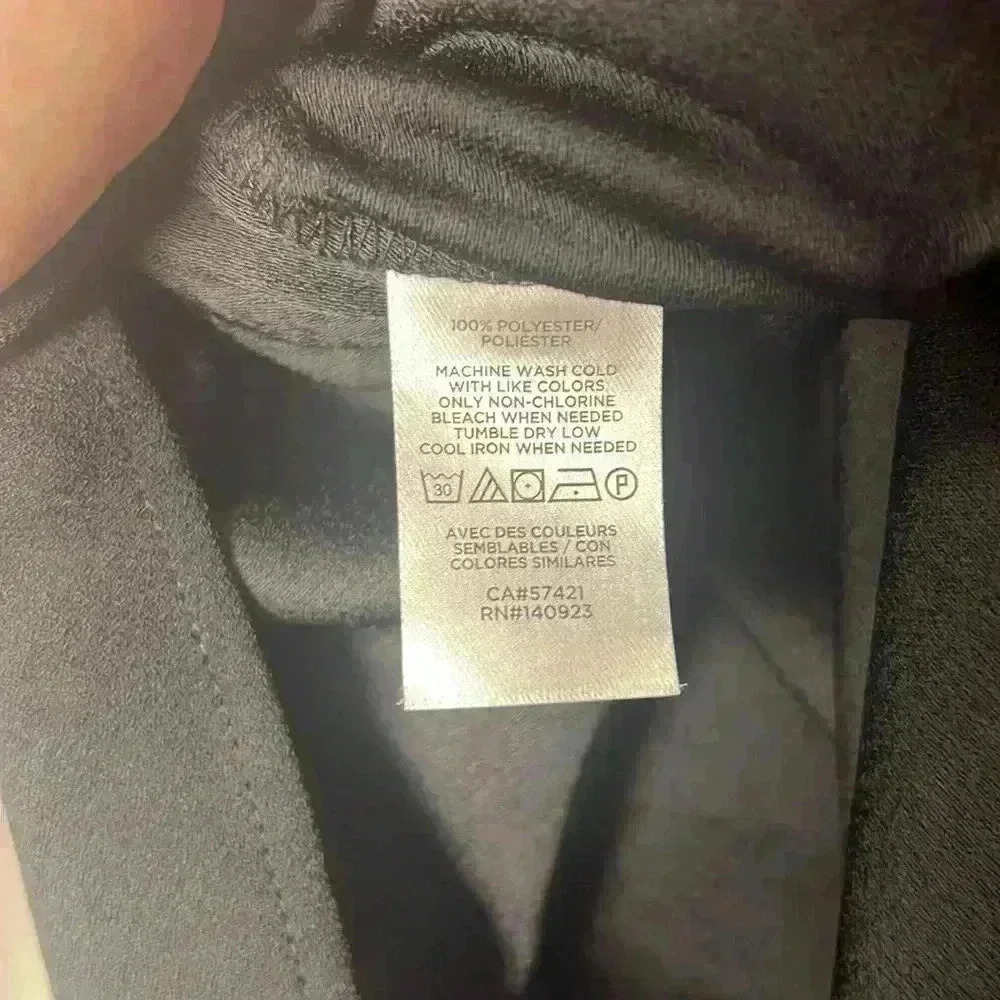 100% POLYESTER/
POLIÉSTER
MACHINE WASH COLD
WITH LIKE COLORS
ONLY NON-CHLORINE
BLEACH WHEN NEEDED
TUMBLE DRY LOW
COOL IRON WHEN NEEDED
30 P
AVEC DES COULEURS
SEMBLABLES / CON
COLORES SIMILARES
CA#57421
RN#140923